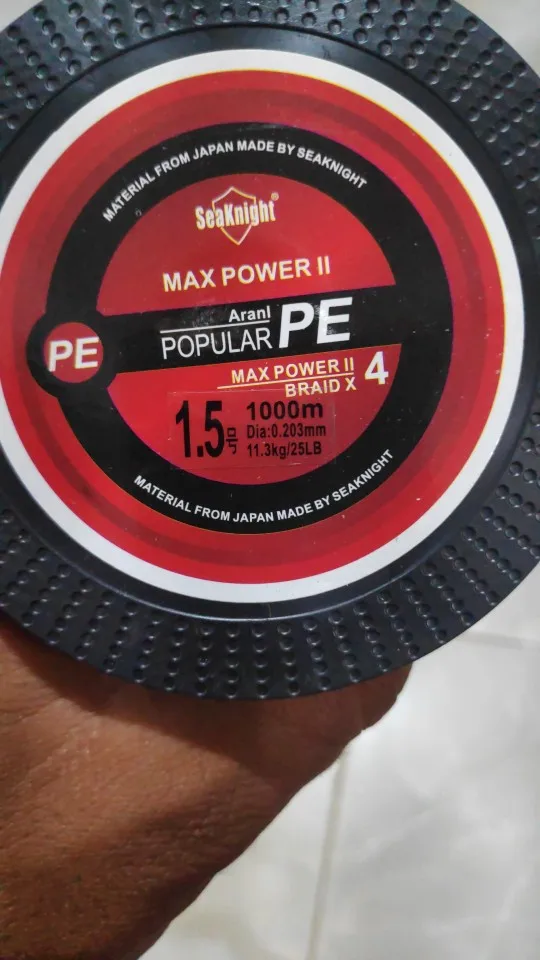 MATERIAL FROM JAPAN MADE BY SEAKNIGHT
SeaKnight®
MAX POWER II
Aranl
POPULAR PE
PE
MAX POWER II
BRAID X 4
1.5号
1000m
Dia:0.203mm
11.3kg/25LB
MATERIAL FROM JAPAN MADE BY SEAKNIGHT